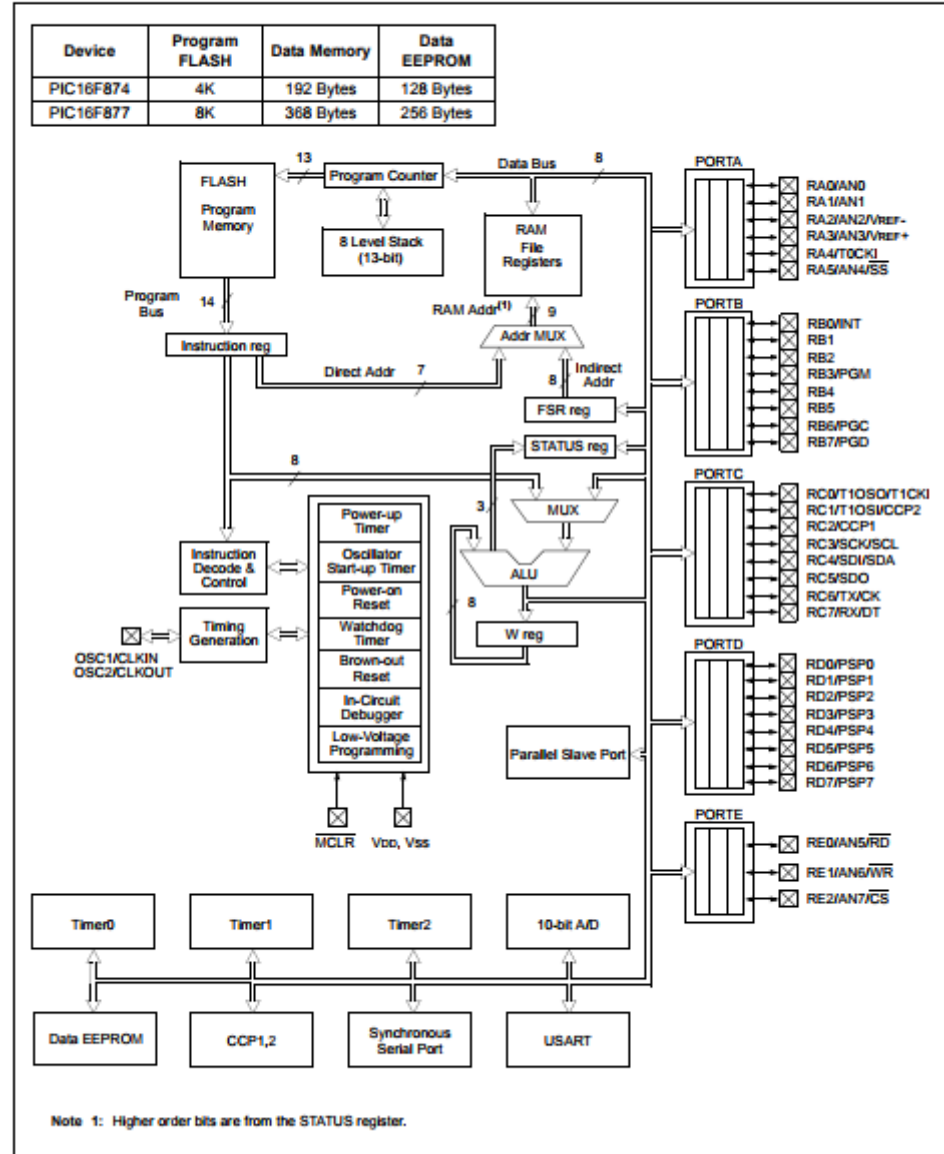 Device Program FLASH Data Memory Data EEPROM
PIC16F874 4K 192 Bytes 128 Bytes
PIC16F877 8K 368 Bytes 256 Bytes
FLASH
Program
Memory
13
Program Counter
Data Bus
8
8 Level Stack
(13-bit)
RAM
File
Registers
Program
Bus
14
RAM Addr(1)
9
Addr MUX
Instruction reg
Direct Addr
7
8
Indirect
Addr
FSR reg
STATUS reg
8
3
MUX
ALU
8
W reg
Instruction
Decode &
Control
Timing
Generation
OSC1/CLKIN
OSC2/CLKOUT
Power-up
Timer
Oscillator
Start-up Timer
Power-on
Reset
Watchdog
Timer
Brown-out
Reset
In-Circuit
Debugger
Low-Voltage
Programming
MCLR
VDD, VSS
Parallel Slave Port
PORTA
RA0/AN0
RA1/AN1
RA2/AN2/VREF-
RA3/AN3/VREF+
RA4/T0CKI
RA5/AN4/SS
PORTB
RB0/INT
RB1
RB2
RB3/PGM
RB4
RB5
RB6/PGC
RB7/PGD
PORTC
RC0/T1OSO/T1CKI
RC1/T1OSI/CCP2
RC2/CCP1
RC3/SCK/SCL
RC4/SDI/SDA
RC5/SDO
RC6/TX/CK
RC7/RX/DT
PORTD
RD0/PSP0
RD1/PSP1
RD2/PSP2
RD3/PSP3
RD4/PSP4
RD5/PSP5
RD6/PSP6
RD7/PSP7
PORTE
RE0/AN5/RD
RE1/AN6/WR
RE2/AN7/CS
Timer0
Timer1
Timer2
10-bit A/D
Data EEPROM
CCP1,2
Synchronous
Serial Port
USART
Note 1: Higher order bits are from the STATUS register.